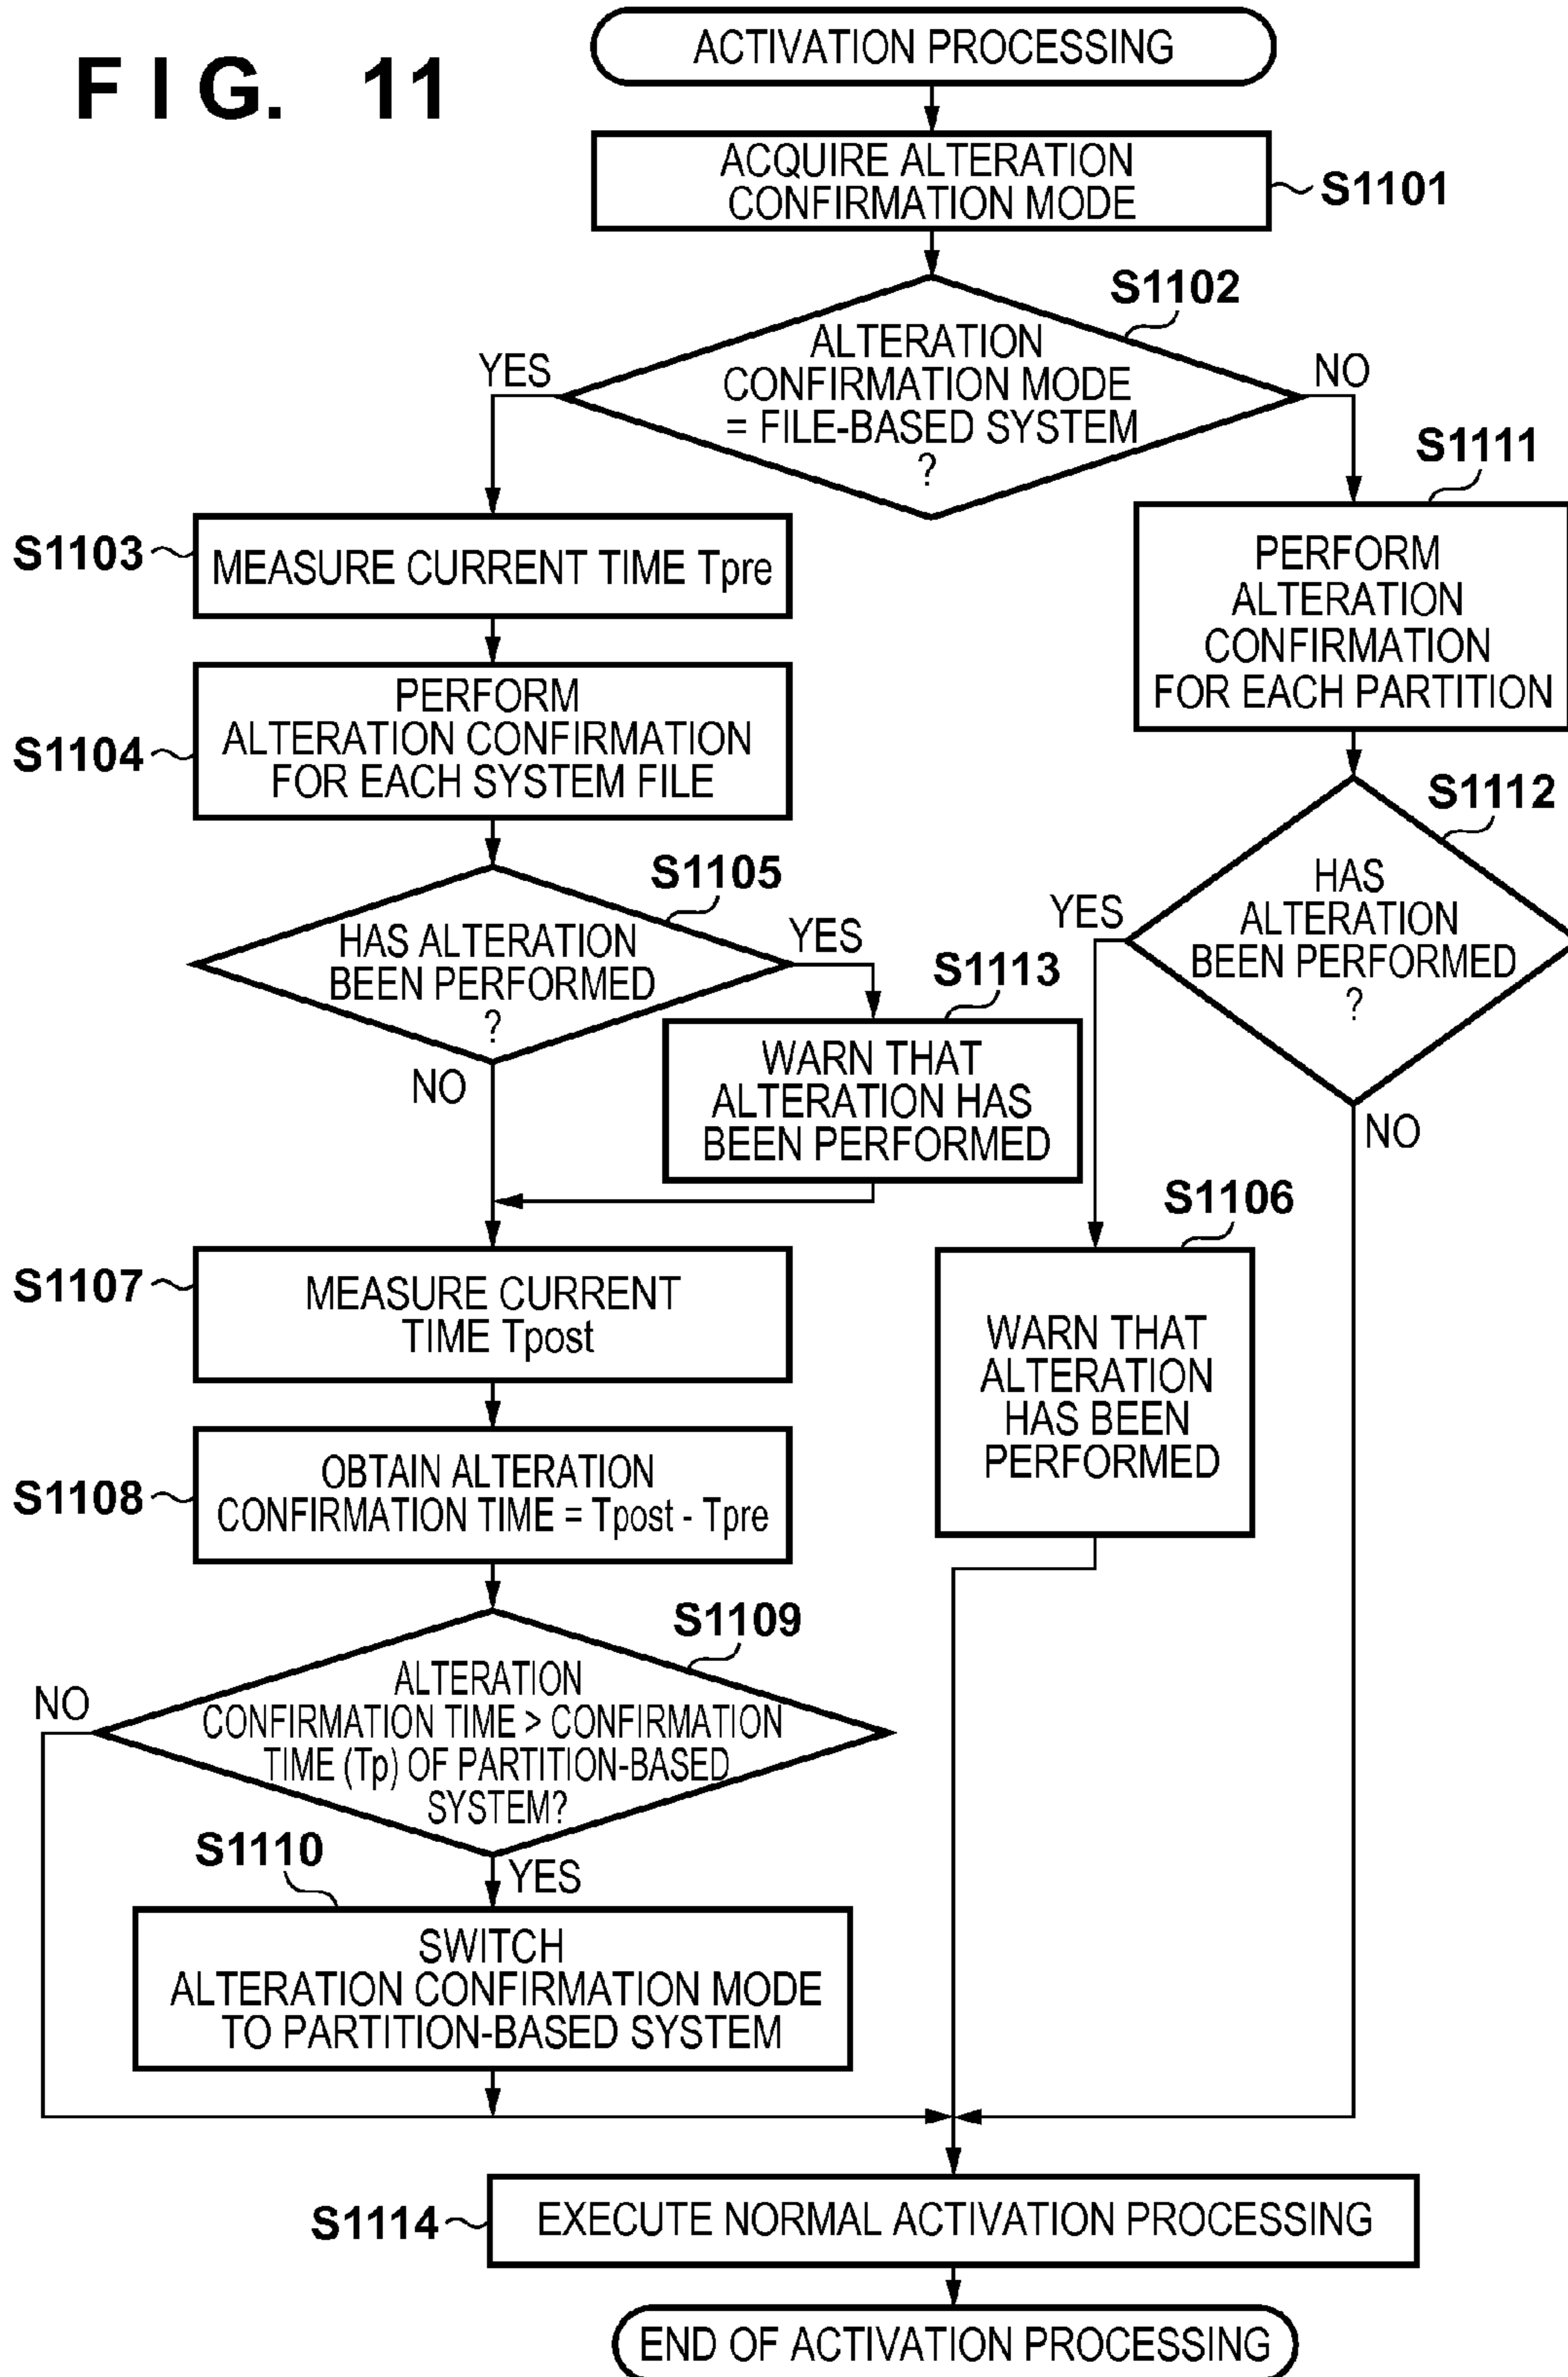 FIG. 11
ACTIVATION PROCESSING
ACQUIRE ALTERATION
CONFIRMATION MODE
S1101
S1102
ALTERATION
CONFIRMATION MODE
= FILE-BASED SYSTEM
?
YES
NO
S1103
MEASURE CURRENT TIME Tpre
S1104
PERFORM
ALTERATION CONFIRMATION
FOR EACH SYSTEM FILE
S1105
HAS ALTERATION
BEEN PERFORMED
?
YES
NO
S1113
WARN THAT
ALTERATION HAS
BEEN PERFORMED
S1107
MEASURE CURRENT
TIME Tpost
S1108
OBTAIN ALTERATION
CONFIRMATION TIME = Tpost - Tpre
S1109
ALTERATION
CONFIRMATION TIME > CONFIRMATION
TIME (Tp) OF PARTITION-BASED
SYSTEM?
NO
YES
S1110
SWITCH
ALTERATION CONFIRMATION MODE
TO PARTITION-BASED SYSTEM
S1111
PERFORM
ALTERATION
CONFIRMATION
FOR EACH PARTITION
S1112
HAS
ALTERATION
BEEN PERFORMED
?
YES
NO
S1106
WARN THAT
ALTERATION
HAS BEEN
PERFORMED
S1114
EXECUTE NORMAL ACTIVATION PROCESSING
END OF ACTIVATION PROCESSING